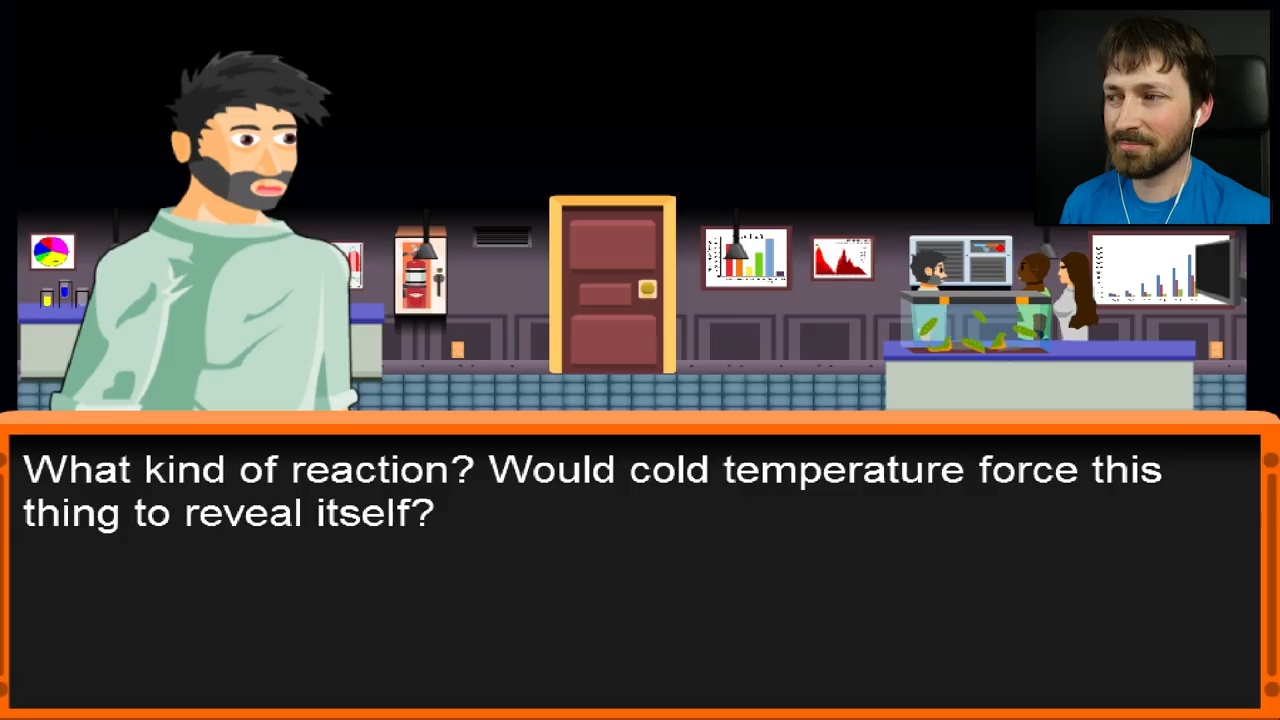 What kind of reaction? Would cold temperature force this
thing to reveal itself?